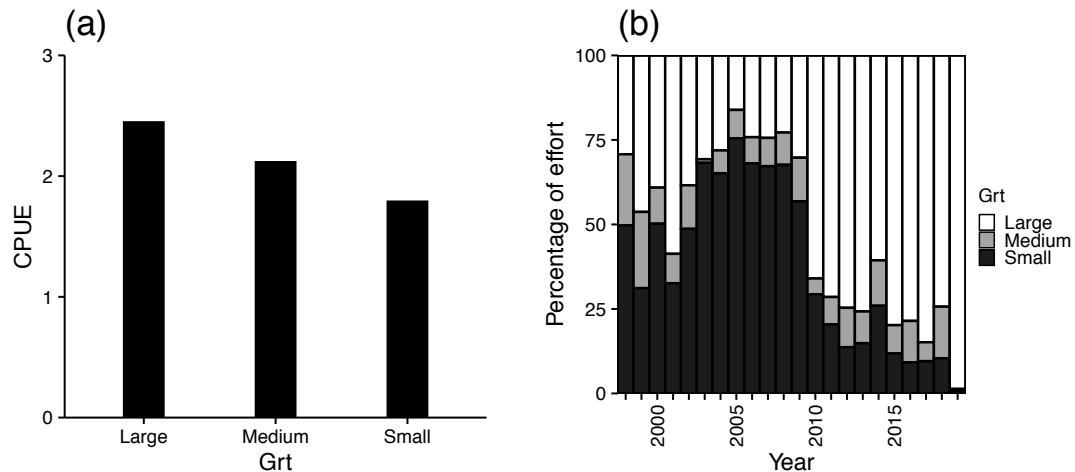 (a)
3
2
1
0
CPUE
Large Medium Small
Grt
(b)
100
75
50
25
0
Percentage of effort
2000 2005 2010 2015
Year
Grt
Large
Medium
Small